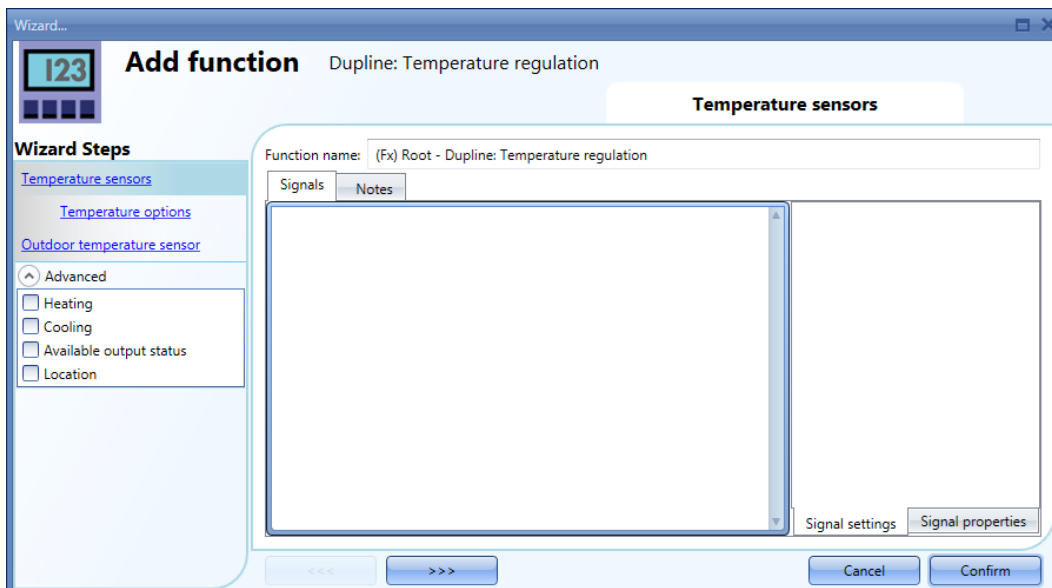 Wizard...
123
Add function
Dupline: Temperature regulation
Temperature sensors
Wizard Steps
Temperature sensors
Temperature options
Outdoor temperature sensor
Advanced
Heating
Cooling
Available output status
Location
Function name: (Fx) Root - Dupline: Temperature regulation
Signals Notes
Signal settings Signal properties
<<< >>> Cancel Confirm